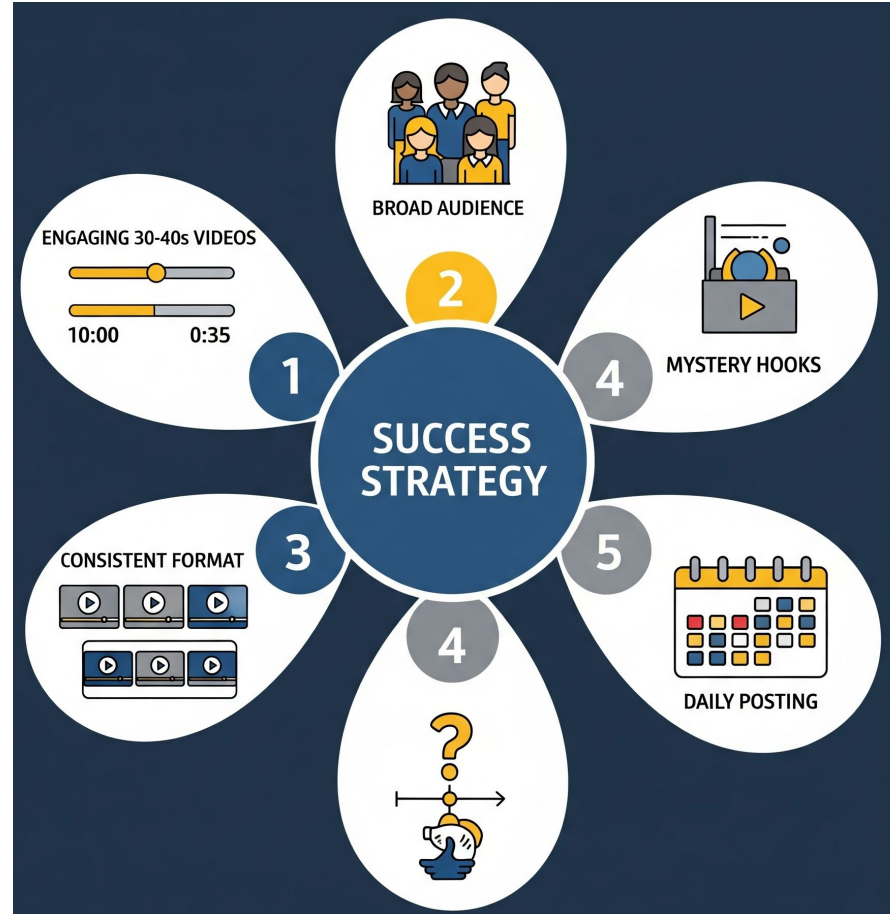 BROAD AUDIENCE
2
ENGAGING 30-40s VIDEOS
10:00 0:35
1
4
MYSTERY HOOKS
SUCCESS
STRATEGY
3
CONSISTENT FORMAT
5
DAILY POSTING
4
?